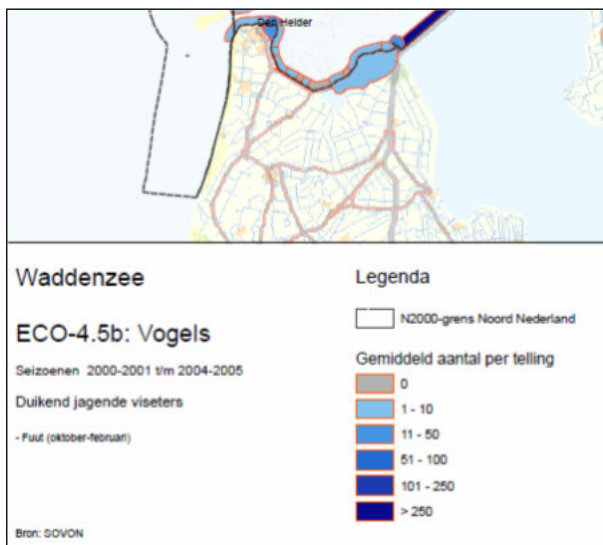 Den Helder
Waddenzee
ECO-4.5b: Vogels
Seizoenen 2000-2001 t/m 2004-2005
Duikend jagende viseters
- Fuut (oktober-februari)
Bron: SOVON
Legenda
N2000-grens Noord Nederland
Gemiddeld aantal per telling
0
1 - 10
11 - 50
51 - 100
101 - 250
> 250